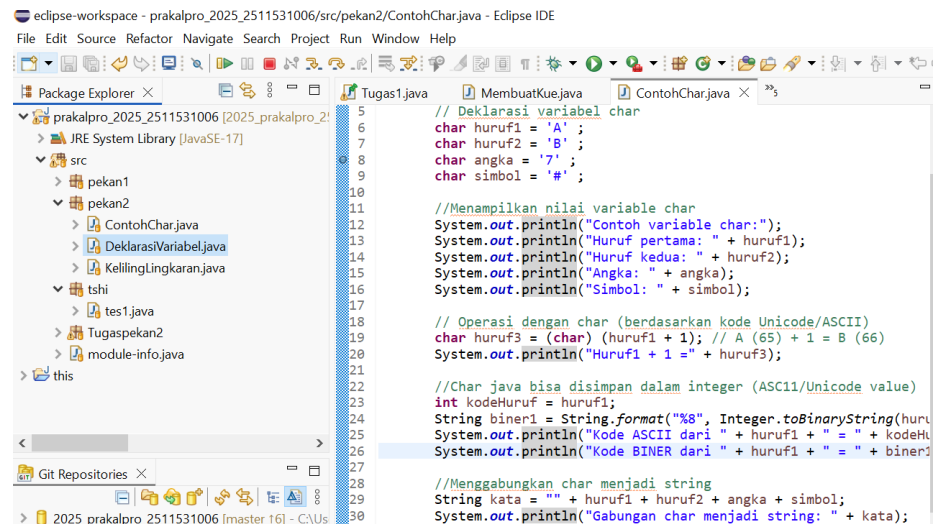 eclipse-workspace - prakalpro_2025_2511531006/src/pekan2/ContohChar.java - Eclipse IDE
File Edit Source Refactor Navigate Search Project Run Window Help
Package Explorer
Tugas1.java MembuatKue.java ContohChar.java »5
prakalpro_2025_2511531006 [2025_prakalpro_2!
JRE System Library [JavaSE-17]
src
pekan1
pekan2
ContohChar.java
DeklarasiVariabel.java
KelilingLingkaran.java
tshi
tes1.java
Tugaspekan2
module-info.java
this
Git Repositories
2025_prakalpro_2511531006 [master 16] - C:\Us
5 // Deklarasi variabel char
6 char huruf1 = 'A' ;
7 char huruf2 = 'B' ;
8 char angka = '7' ;
9 char simbol = '#' ;
10
11 //Menampilkan nilai variable char
12 System.out.println("Contoh variable char:");
13 System.out.println("Huruf pertama: " + huruf1);
14 System.out.println("Huruf kedua: " + huruf2);
15 System.out.println("Angka: " + angka);
16 System.out.println("Simbol: " + simbol);
17
18 // Operasi dengan char (berdasarkan kode Unicode/ASCII)
19 char huruf3 = (char) (huruf1 + 1); // A (65) + 1 = B (66)
20 System.out.println("Huruf1 + 1 =" + huruf3);
21
22 //Char java bisa disimpan dalam integer (ASC11/Unicode value)
23 int kodeHuruf = huruf1;
24 String biner1 = String.format("%8", Integer.toBinaryString(huru
25 System.out.println("Kode ASCII dari " + huruf1 + " = " + kodeHu
26 System.out.println("Kode BINER dari " + huruf1 + " = " + biner1
27
28 //Menggabungkan char menjadi string
29 String kata = "" + huruf1 + huruf2 + angka + simbol;
30 System.out.println("Gabungan char menjadi string: " + kata);